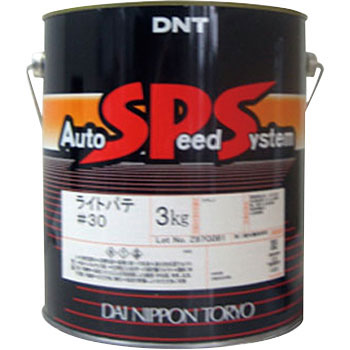 DNT
Auto SPeed System
ライトパテ
#30
3kg
Lot No.
DAI NIPPON TORYO